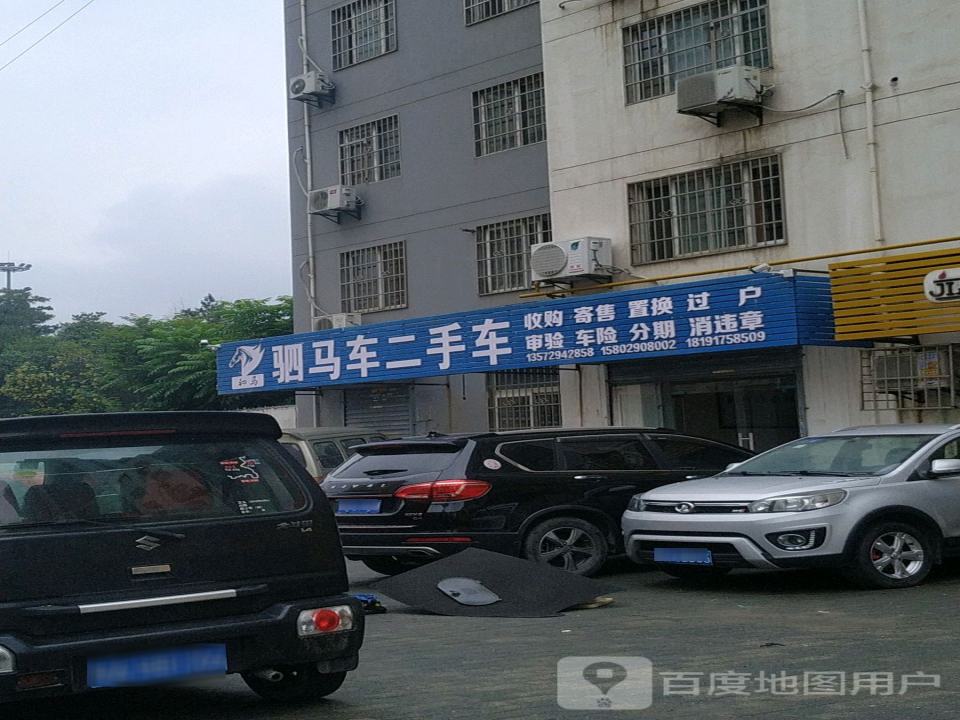 驷马车二手车
收购 寄售 置换 过户
审验 车险 分期 消违章
13572942858 15802908002 18191758509
驷马
百度地图用户